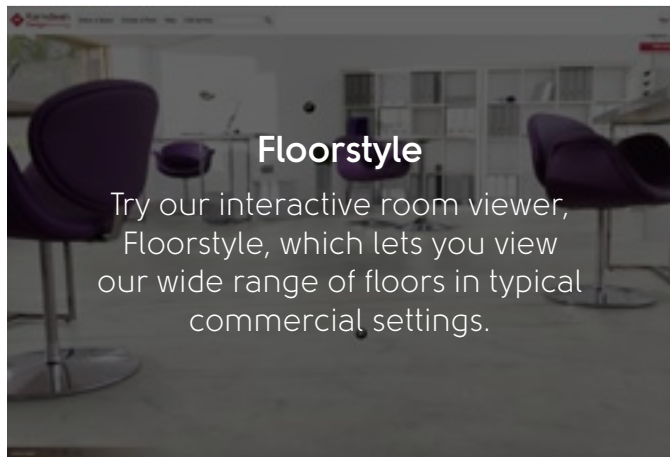 Karndean
Floorstyle
Try our interactive room viewer,
Floorstyle, which lets you view
our wide range of floors in typical
commercial settings.